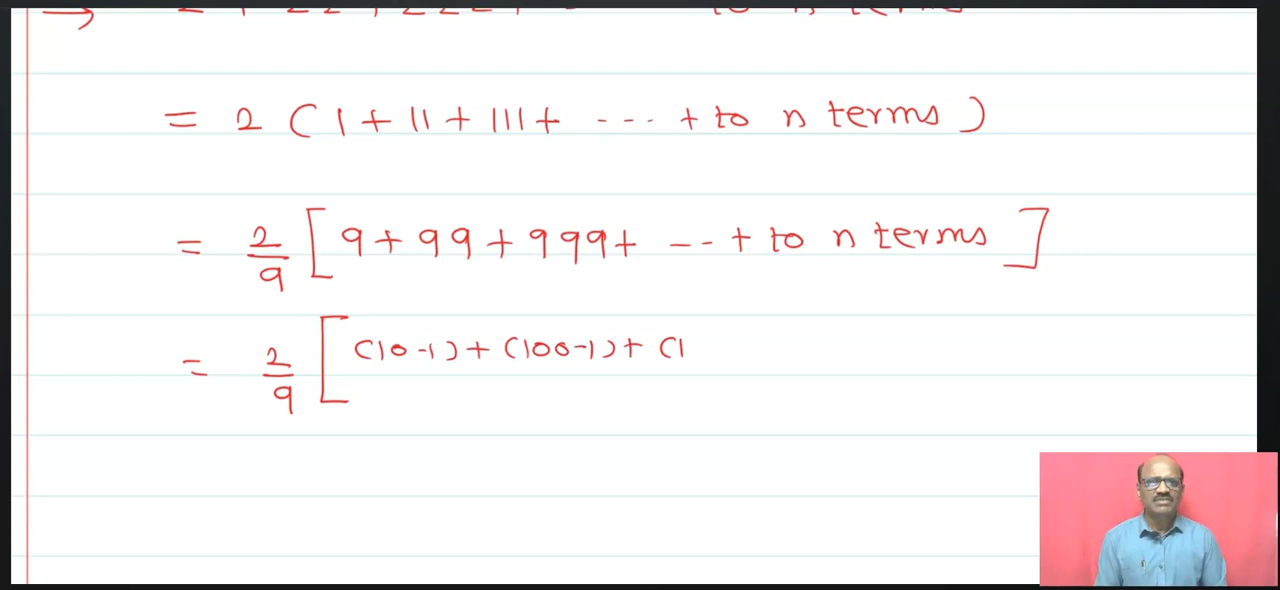 = 2 ( 1 + 11 + 111 + --- + to n terms )
= 2/9 [ 9 + 99 + 999 + --- + to n terms ]
= 2/9 [ (10-1) + (100-1) + (1